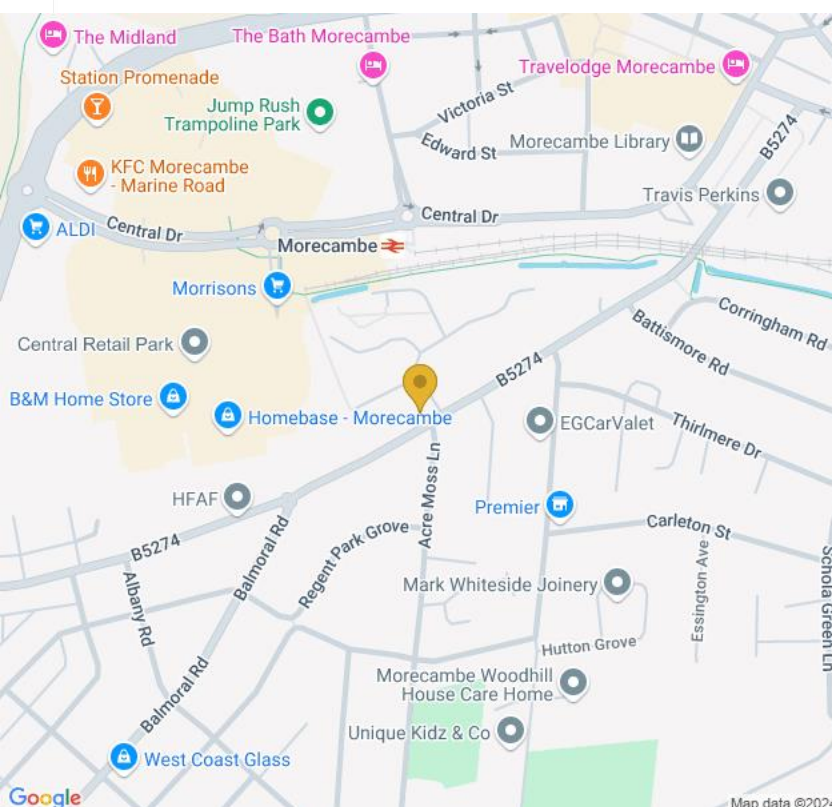 The Midland
The Bath Morecambe
Station Promenade
Travelodge Morecambe
Victoria St
Jump Rush
Trampoline Park
Edward St
Morecambe Library
B5274
KFC Morecambe
- Marine Road
Travis Perkins
ALDI
Central Dr
Central Dr
Morecambe
Morrisons
Corringham Rd
Battismore Rd
Central Retail Park
B5274
B&M Home Store
Homebase - Morecambe
EGCarValet
Thirlmere Dr
Acre Moss Ln
HFAF
Premier
Carleton St
B5274
Regent Park Grove
Balmoral Rd
Albany Rd
Mark Whiteside Joinery
Essington Ave
Schola Green Ln
Hutton Grove
Balmoral Rd
Morecambe Woodhill
House Care Home
Unique Kidz & Co
West Coast Glass
Google
Map data ©2024